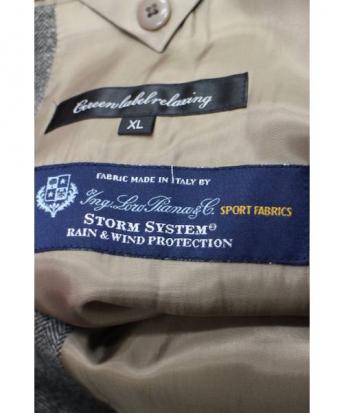 Green label relaxing
XL
FABRIC MADE IN ITALY BY
Ing. Loro Piana & C. SPORT FABRICS
STORM SYSTEM®
RAIN & WIND PROTECTION